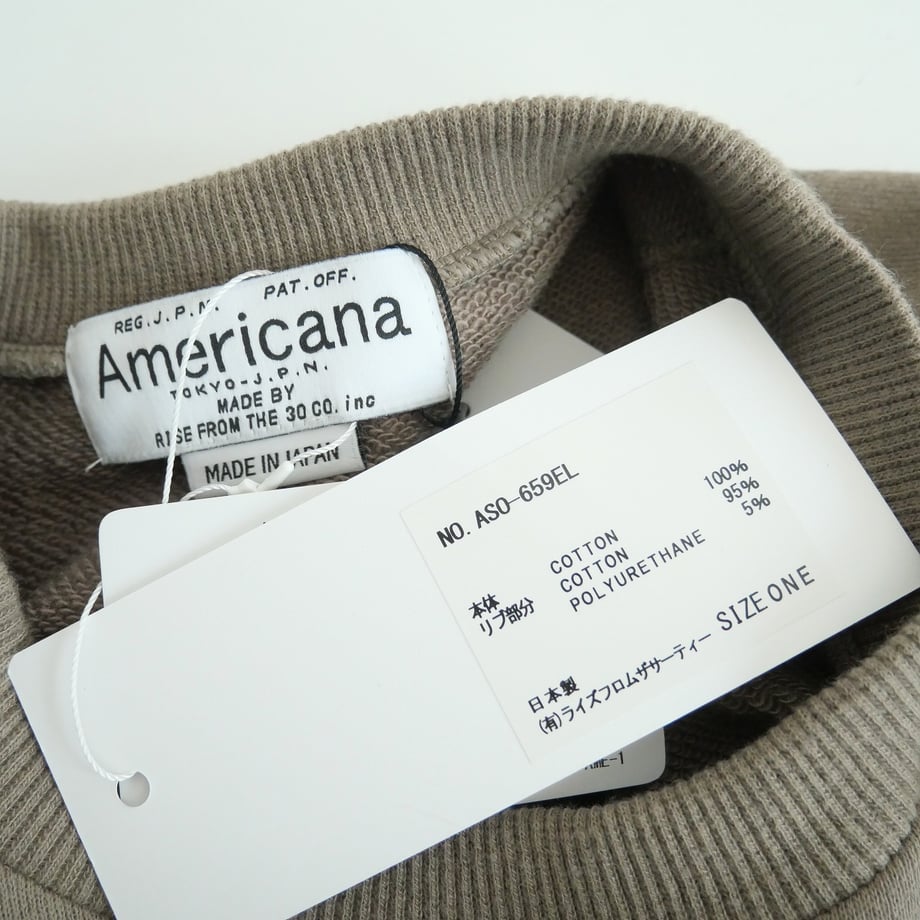 REG.J.P.N. PAT.OFF.
Americana
TOKYO-J.P.N.
MADE BY
RISE FROM THE 30 CO. inc
MADE IN JAPAN
NO. ASO-659EL
本体 COTTON 100%
リブ部分 COTTON 95%
POLYURETHANE 5%
日本製
(有)ライズフロムザサーティー SIZE ONE